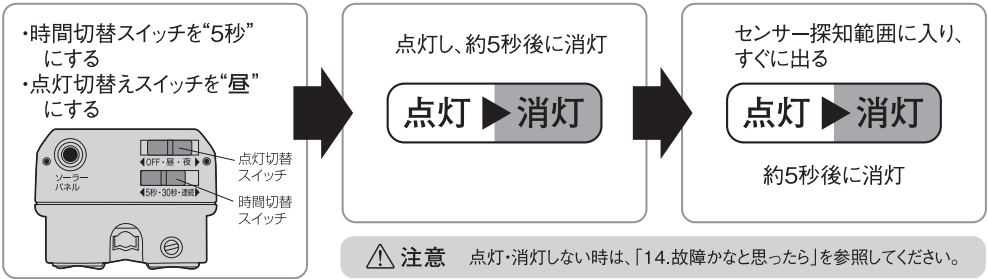 ・時間切替スイッチを“5秒”
にする
・点灯切替えスイッチを“昼”
にする
ソーラー
パネル
◀OFF・昼・夜▶
◀5秒・30秒・連続▶
点灯切替
スイッチ
時間切替
スイッチ
点灯し、約5秒後に消灯
点灯▶消灯
センサー探知範囲に入り、
すぐに出る
点灯▶消灯
約5秒後に消灯
注意 点灯・消灯しない時は、「14.故障かなと思ったら」を参照してください。